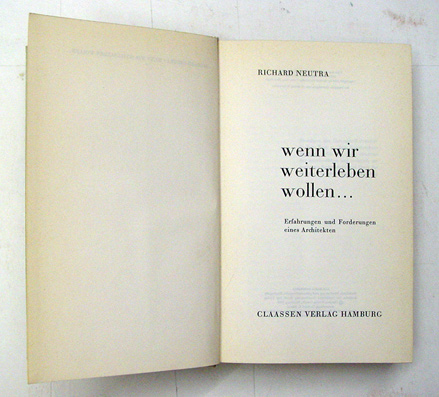 RICHARD NEUTRA
wenn wir
weiterleben
wollen...
Erfahrungen und Forderungen
eines Architekten
CLAASSEN VERLAG HAMBURG